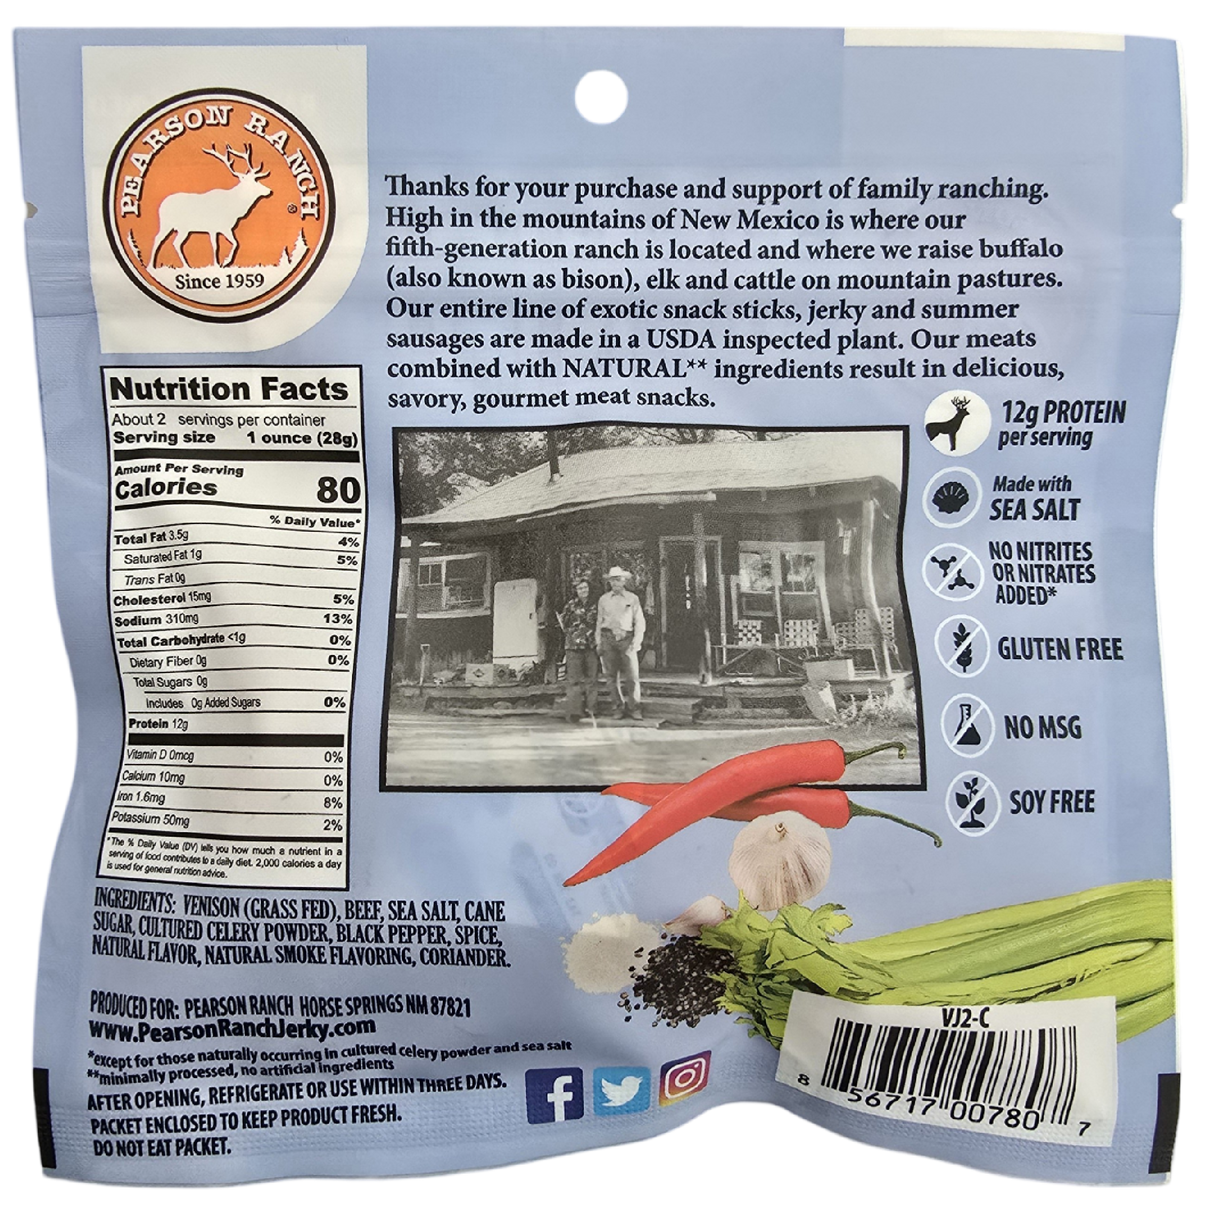 PEARSON RANCH
®
Since 1959
Thanks for your purchase and support of family ranching.
High in the mountains of New Mexico is where our
fifth-generation ranch is located and where we raise buffalo
(also known as bison), elk and cattle on mountain pastures.
Our entire line of exotic snack sticks, jerky and summer
sausages are made in a USDA inspected plant. Our meats
combined with NATURAL** ingredients result in delicious,
savory, gourmet meat snacks.
Nutrition Facts
About 2 servings per container
Serving size 1 ounce (28g)
Amount Per Serving
Calories 80
% Daily Value*
Total Fat 3.5g 4%
Saturated Fat 1g 5%
Trans Fat 0g
Cholesterol 15mg 5%
Sodium 310mg 13%
Total Carbohydrate <1g 0%
Dietary Fiber 0g 0%
Total Sugars 0g
Includes 0g Added Sugars 0%
Protein 12g
Vitamin D 0mcg 0%
Calcium 10mg 0%
Iron 1.6mg 8%
Potassium 50mg 2%
*The % Daily Value (DV) tells you how much a nutrient in a
serving of food contributes to a daily diet. 2,000 calories a day
is used for general nutrition advice.
12g PROTEIN
per serving
Made with
SEA SALT
NO NITRITES
OR NITRATES
ADDED*
GLUTEN FREE
NO MSG
SOY FREE
INGREDIENTS: VENISON (GRASS FED), BEEF, SEA SALT, CANE
SUGAR, CULTURED CELERY POWDER, BLACK PEPPER, SPICE,
NATURAL FLAVOR, NATURAL SMOKE FLAVORING, CORIANDER.
PRODUCED FOR: PEARSON RANCH HORSE SPRINGS NM 87821
www.PearsonRanchJerky.com
*except for those naturally occurring in cultured celery powder and sea salt
**minimally processed, no artificial ingredients
AFTER OPENING, REFRIGERATE OR USE WITHIN THREE DAYS.
PACKET ENCLOSED TO KEEP PRODUCT FRESH.
DO NOT EAT PACKET.
VJ2-C
8 56717 00780 7